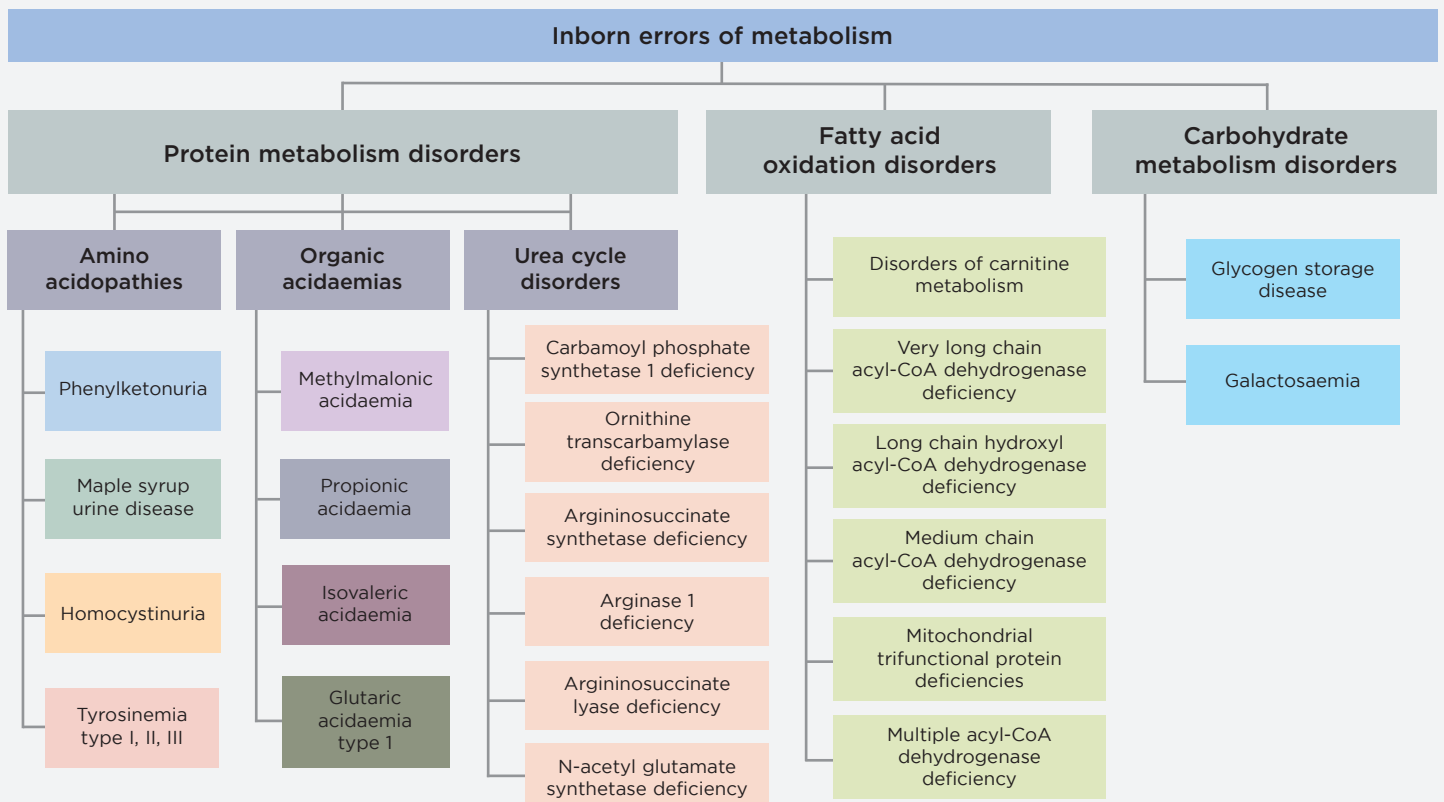 Inborn errors of metabolism
Protein metabolism disorders
Fatty acid
oxidation disorders
Carbohydrate
metabolism disorders
Amino
acidopathies
Organic
acidaemias
Urea cycle
disorders
Phenylketonuria
Maple syrup
urine disease
Homocystinuria
Tyrosinemia
type I, II, III
Methylmalonic
acidaemia
Propionic
acidaemia
Isovaleric
acidaemia
Glutaric
acidaemia
type 1
Carbamoyl phosphate
synthetase 1 deficiency
Ornithine
transcarbamylase
deficiency
Argininosuccinate
synthetase deficiency
Arginase 1
deficiency
Argininosuccinate
lyase deficiency
N-acetyl glutamate
synthetase deficiency
Disorders of carnitine
metabolism
Very long chain
acyl-CoA dehydrogenase
deficiency
Long chain hydroxyl
acyl-CoA dehydrogenase
deficiency
Medium chain
acyl-CoA dehydrogenase
deficiency
Mitochondrial
trifunctional protein
deficiencies
Multiple acyl-CoA
dehydrogenase
deficiency
Glycogen storage
disease
Galactosaemia